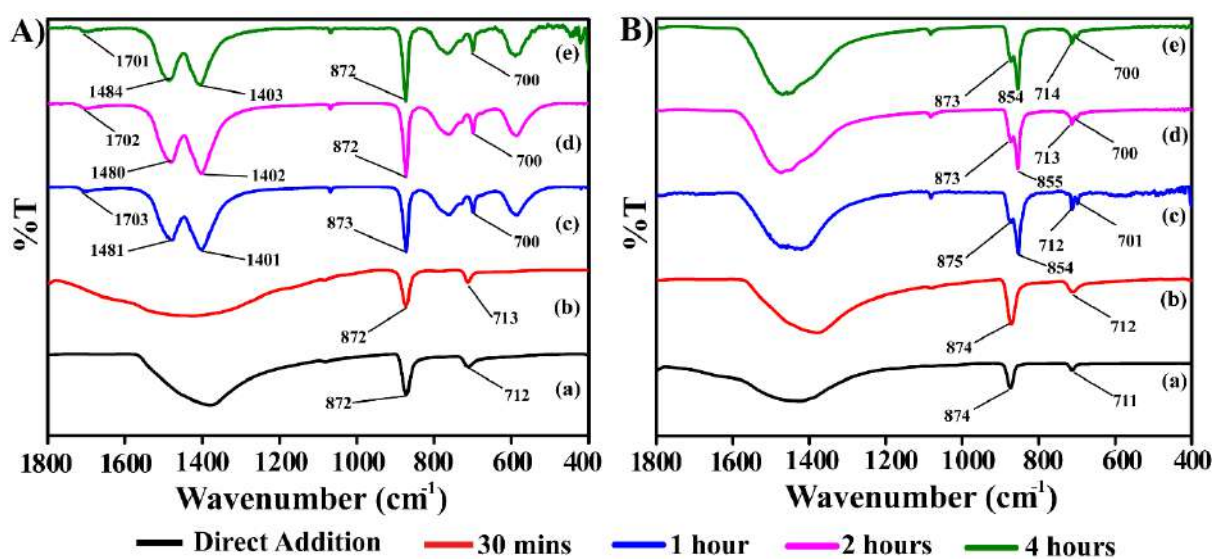 A)
%T
(e)
1701
1484
1403
872
700
(d)
1702
1480
1402
872
700
(c)
1703
1481
1401
873
700
(b)
872
713
(a)
872
712
1800 1600 1400 1200 1000 800 600 400
Wavenumber (cm-1)
B)
%T
(e)
873
854
714
700
(d)
873
855
713
700
(c)
875
854
712
701
(b)
874
712
(a)
874
711
1800 1600 1400 1200 1000 800 600 400
Wavenumber (cm-1)
Direct Addition 30 mins 1 hour 2 hours 4 hours